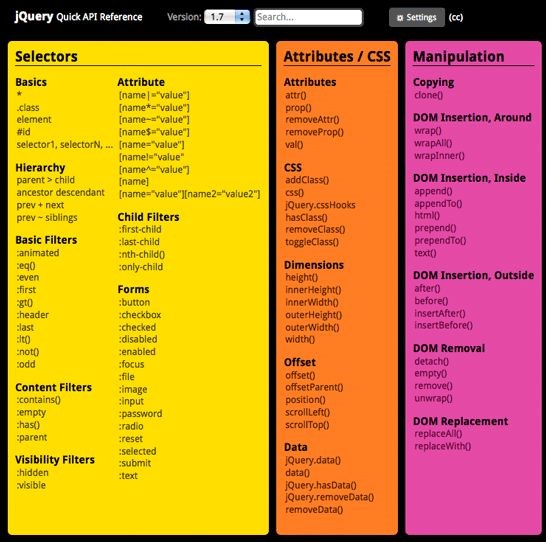 jQuery Quick API Reference
Version: 1.7
Search...
Settings
(cc)
Selectors
Basics
*
.class
element
#id
selector1, selectorN, ...
Hierarchy
parent > child
ancestor descendant
prev + next
prev ~ siblings
Basic Filters
:animated
:eq()
:even
:first
:gt()
:header
:last
:lt()
:not()
:odd
Content Filters
:contains()
:empty
:has()
:parent
Visibility Filters
:hidden
:visible
Attribute
[name|="value"]
[name*="value"]
[name~="value"]
[name$="value"]
[name="value"]
[name!="value"
[name^="value"]
[name]
[name="value"][name2="value2"]
Child Filters
:first-child
:last-child
:nth-child()
:only-child
Forms
:button
:checkbox
:checked
:disabled
:enabled
:focus
:file
:image
:input
:password
:radio
:reset
:selected
:submit
:text
Attributes / CSS
Attributes
attr()
prop()
removeAttr()
removeProp()
val()
CSS
addClass()
css()
jQuery.cssHooks
hasClass()
removeClass()
toggleClass()
Dimensions
height()
innerHeight()
innerWidth()
outerHeight()
outerWidth()
width()
Offset
offset()
offsetParent()
position()
scrollLeft()
scrollTop()
Data
jQuery.data()
data()
jQuery.hasData()
jQuery.removeData()
removeData()
Manipulation
Copying
clone()
DOM Insertion, Around
wrap()
wrapAll()
wrapInner()
DOM Insertion, Inside
append()
appendTo()
html()
prepend()
prependTo()
text()
DOM Insertion, Outside
after()
before()
insertAfter()
insertBefore()
DOM Removal
detach()
empty()
remove()
unwrap()
DOM Replacement
replaceAll()
replaceWith()